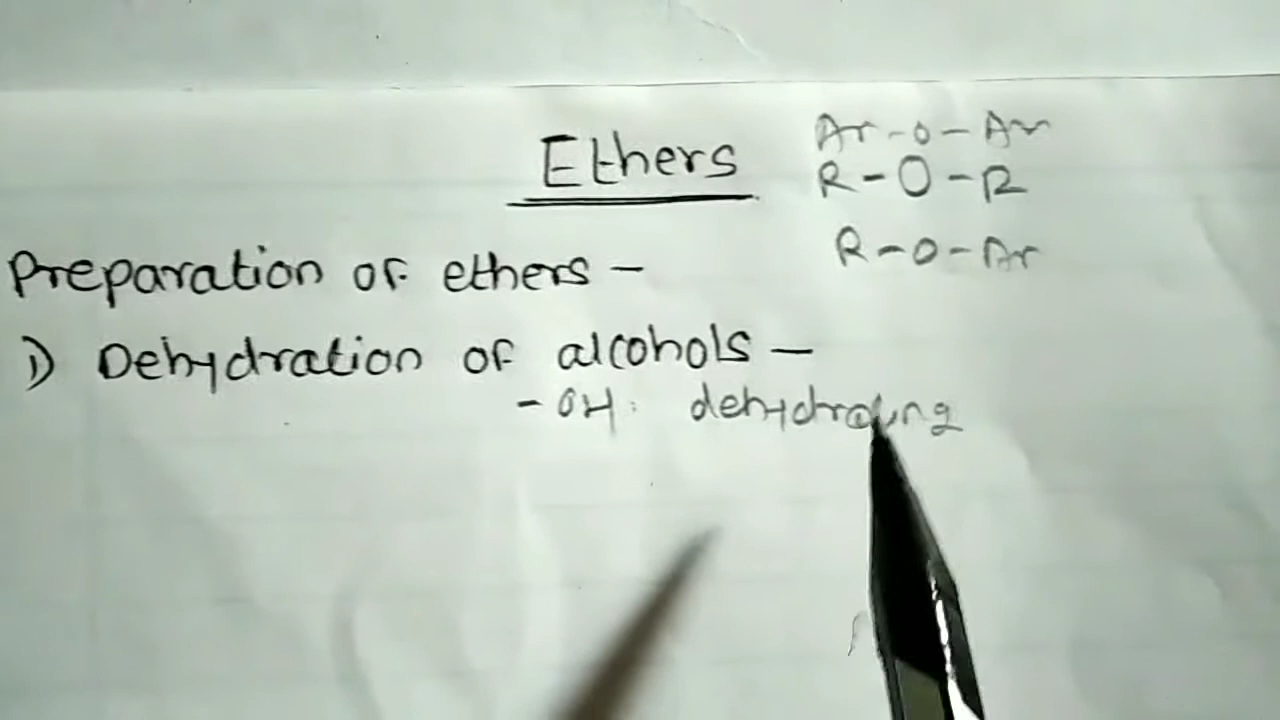 Ethers
Ar-O-Ar
R-O-R
R-O-Ar
Preparation of ethers -
1) Dehydration of alcohols -
- OH: dehydrating